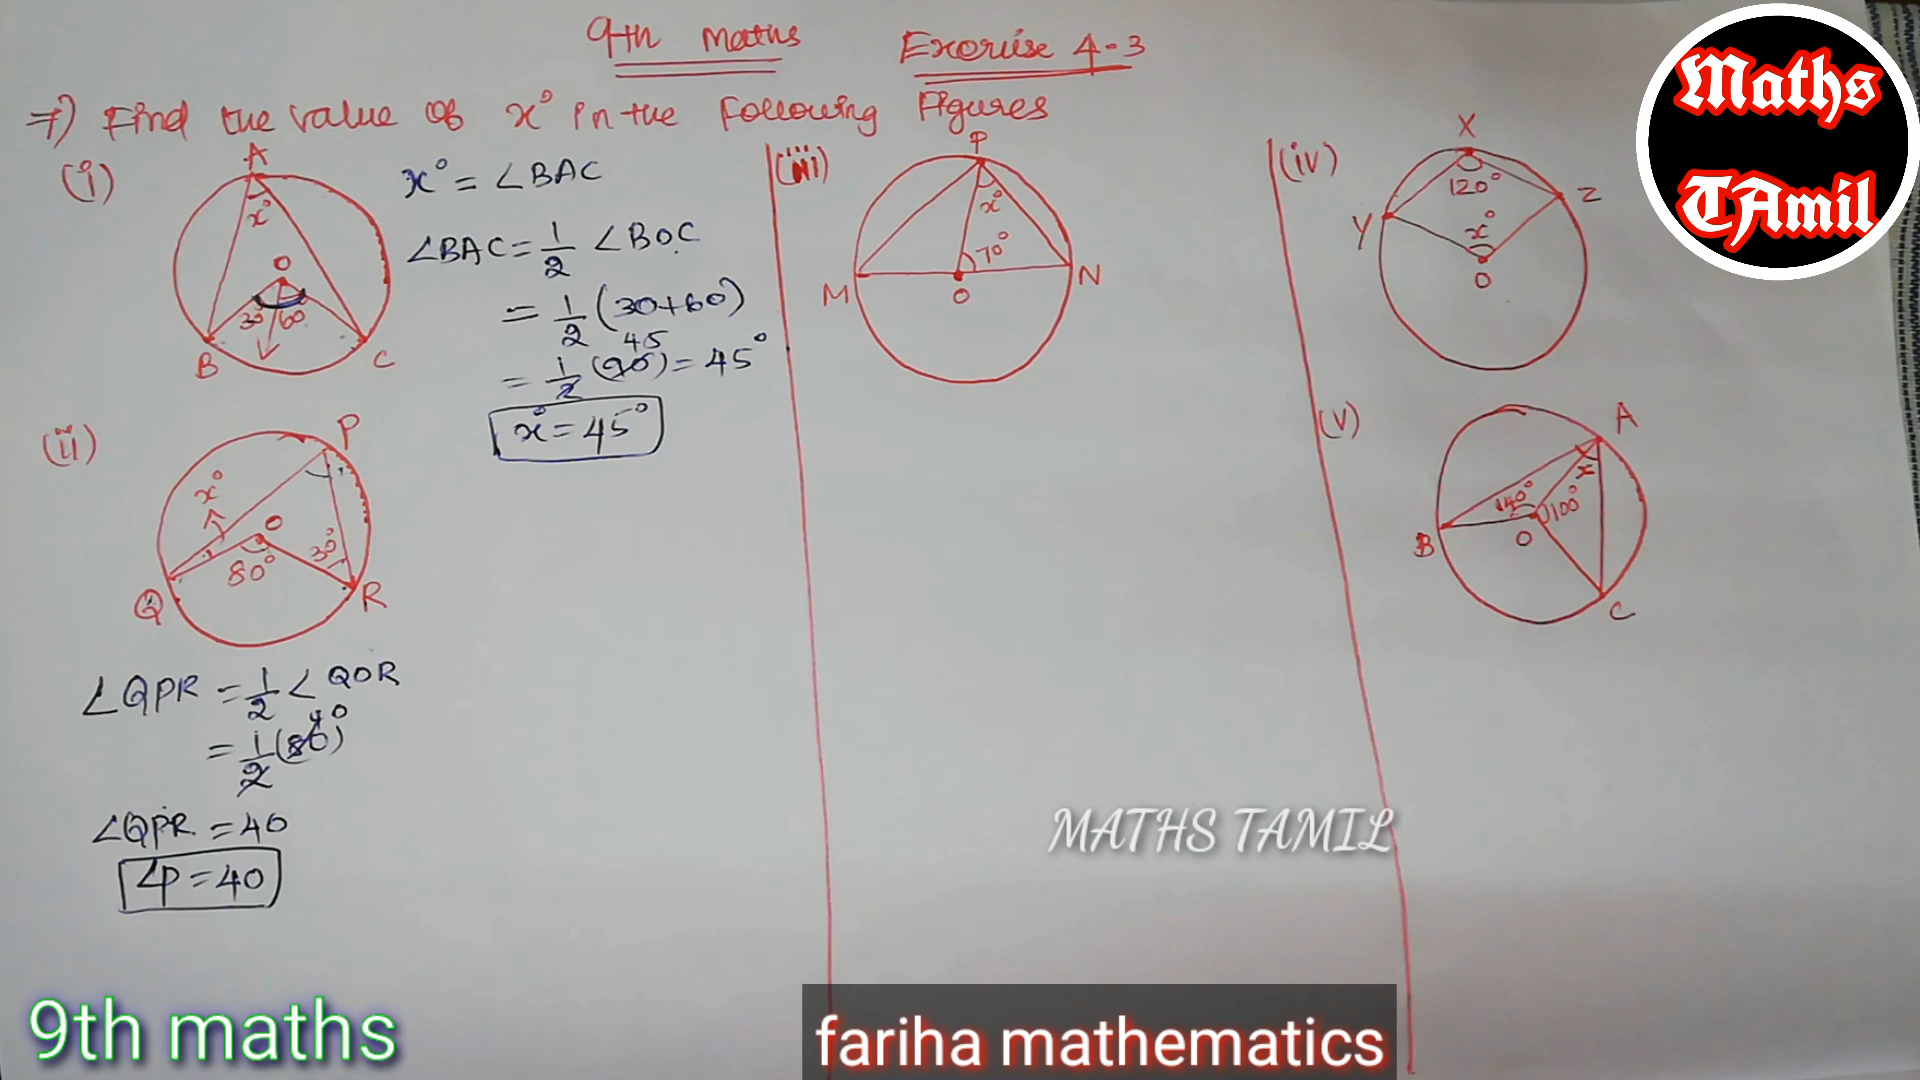 9th maths Exercise 4.3
7) Find the value of x° in the following Figures
(i)
A
x°
O
30 60
B
C
x° = ∠BAC
∠BAC = 1/2 ∠BOC
= 1/2 (30+60)
45
= 1/2 (90) = 45°
x° = 45°
(ii)
P
x°
O
80°
30°
Q
R
∠QPR = 1/2 ∠QOR
40
= 1/2 (80)
∠QPR = 40
∠P = 40
(iii)
P
x°
70°
M
O
N
(iv)
X
120°
Y
Z
x°
O
(v)
A
x
140°
100°
B
O
C
Maths
TAmil
MATHS TAMIL
9th maths
fariha mathematics